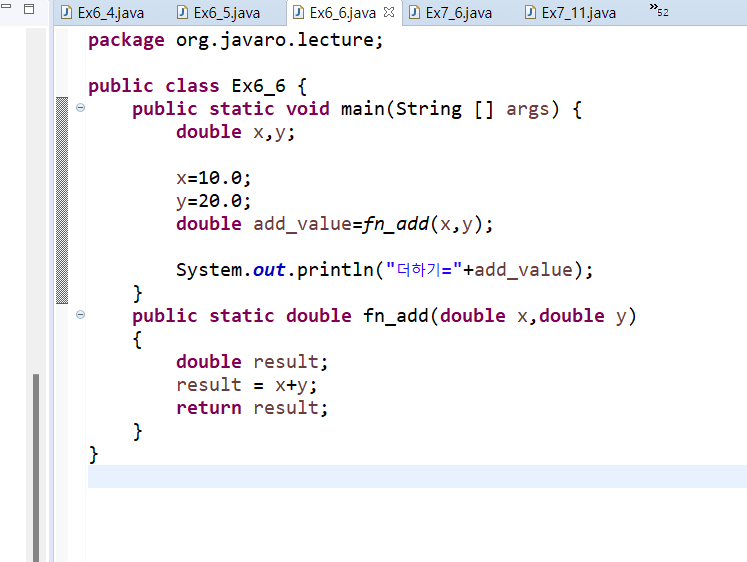 Ex6_4.java Ex6_5.java Ex6_6.java Ex7_6.java Ex7_11.java »52
package org.javaro.lecture;
public class Ex6_6 {
public static void main(String [] args) {
double x,y;
x=10.0;
y=20.0;
double add_value=fn_add(x,y);
System.out.println("더하기="+add_value);
}
public static double fn_add(double x,double y)
{
double result;
result = x+y;
return result;
}
}